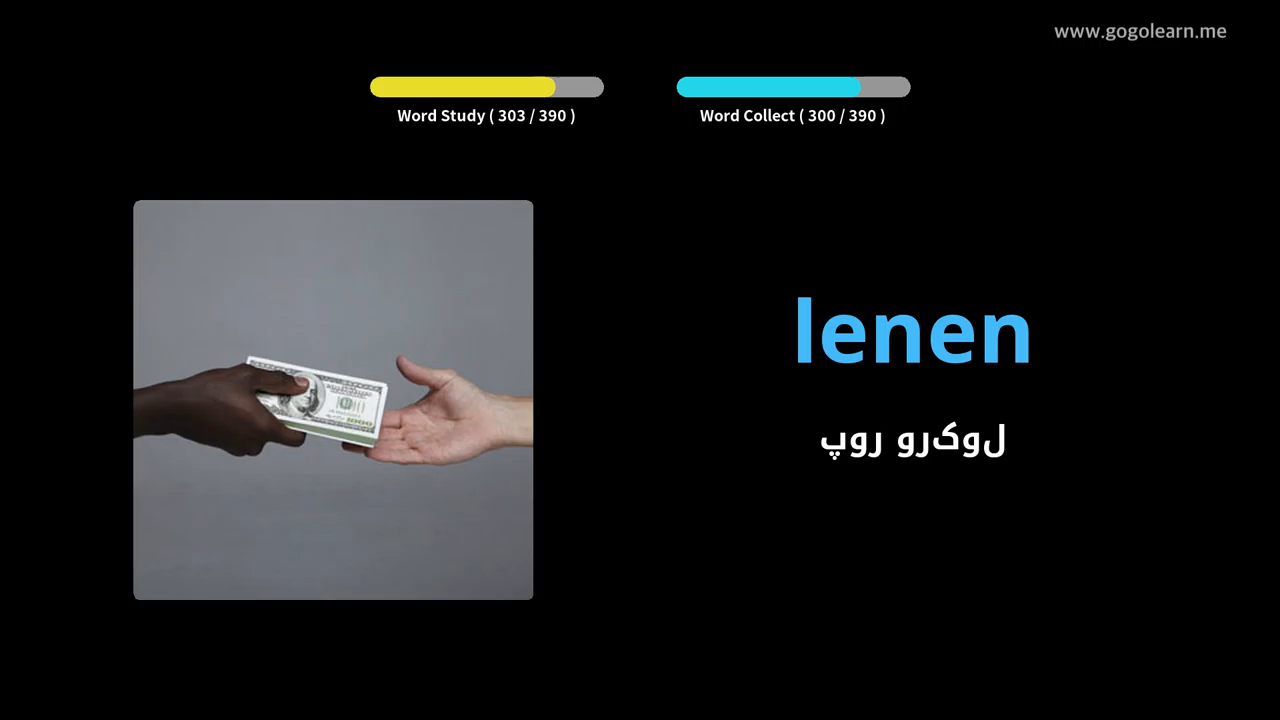 www.gogolearn.me
Word Study ( 303 / 390 )
Word Collect ( 300 / 390 )
lenen
لوکرو روپ